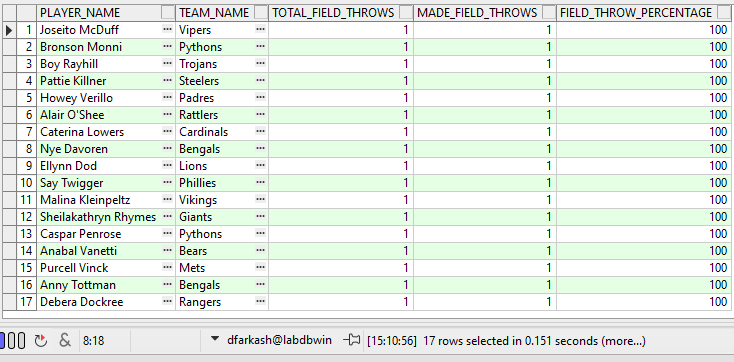 PLAYER_NAME TEAM_NAME TOTAL_FIELD_THROWS MADE_FIELD_THROWS FIELD_THROW_PERCENTAGE
1 Joseito McDuff ... Vipers ... 1 1 100
2 Bronson Monni ... Pythons ... 1 1 100
3 Boy Rayhill ... Trojans ... 1 1 100
4 Pattie Killner ... Steelers ... 1 1 100
5 Howey Verillo ... Padres ... 1 1 100
6 Alair O'Shee ... Rattlers ... 1 1 100
7 Caterina Lowers ... Cardinals ... 1 1 100
8 Nye Davoren ... Bengals ... 1 1 100
9 Ellynn Dod ... Lions ... 1 1 100
10 Say Twigger ... Phillies ... 1 1 100
11 Malina Kleinpeltz ... Vikings ... 1 1 100
12 Sheilakathryn Rhymes ... Giants ... 1 1 100
13 Caspar Penrose ... Pythons ... 1 1 100
14 Anabal Vanetti ... Bears ... 1 1 100
15 Purcell Vinck ... Mets ... 1 1 100
16 Anny Tottman ... Bengals ... 1 1 100
17 Debera Dockree ... Rangers ... 1 1 100
& 8:18 dfarkash@labdbwin [15:10:56] 17 rows selected in 0.151 seconds (more...)